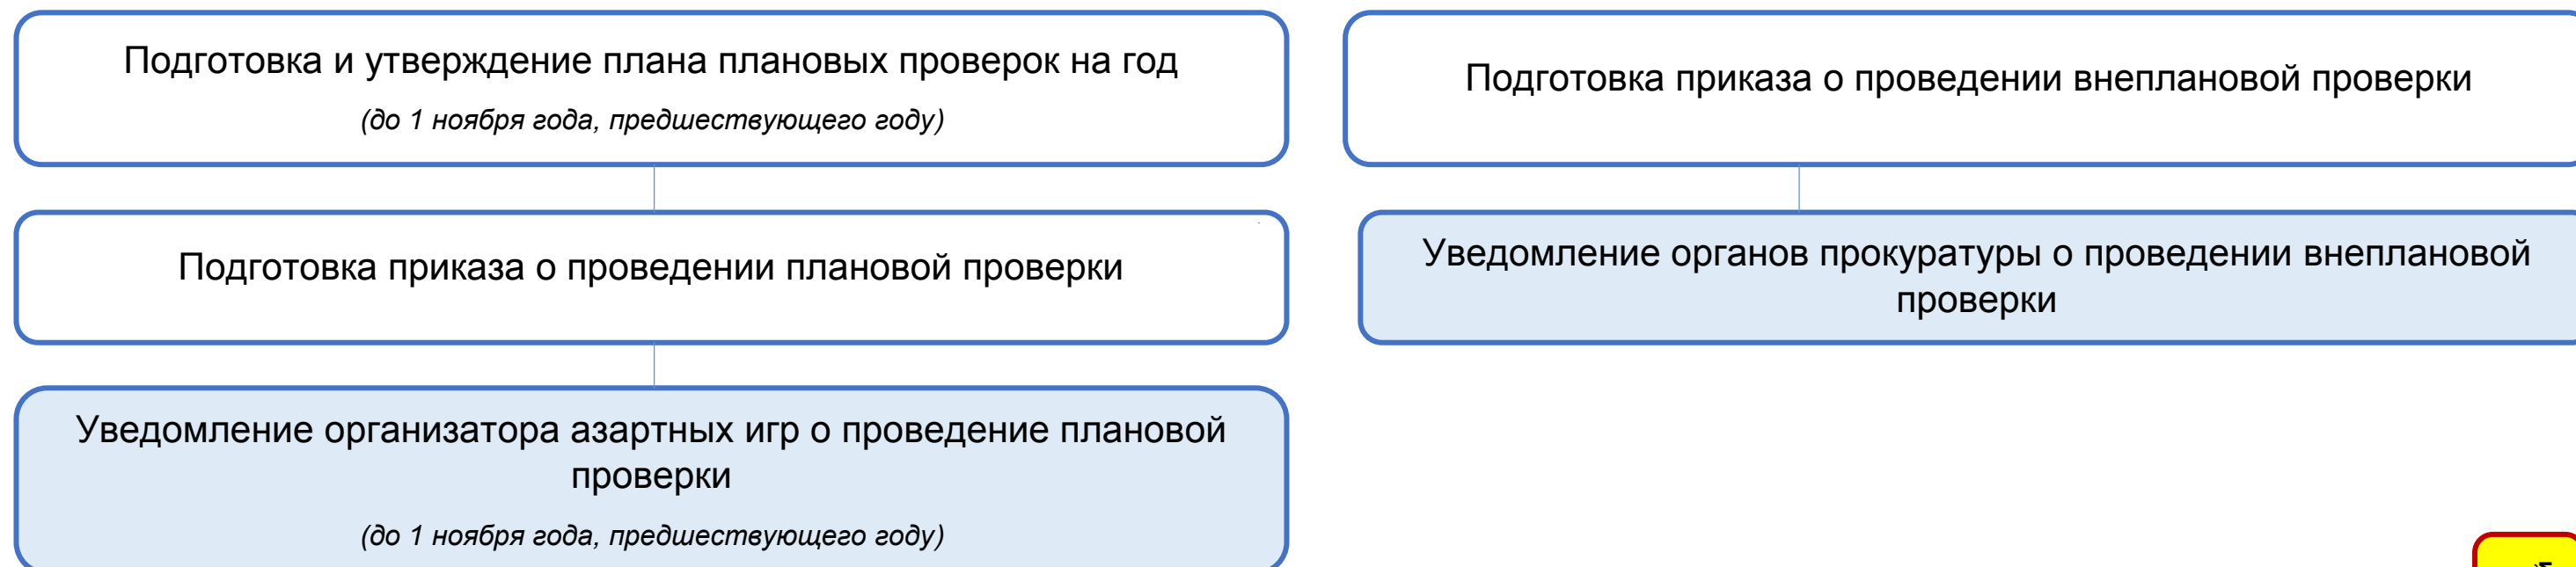 Подготовка и утверждение плана плановых проверок на год
(до 1 ноября года, предшествующего году)
Подготовка приказа о проведении плановой проверки
Уведомление организатора азартных игр о проведение плановой
проверки
(до 1 ноября года, предшествующего году)
Подготовка приказа о проведении внеплановой проверки
Уведомление органов прокуратуры о проведении внеплановой
проверки